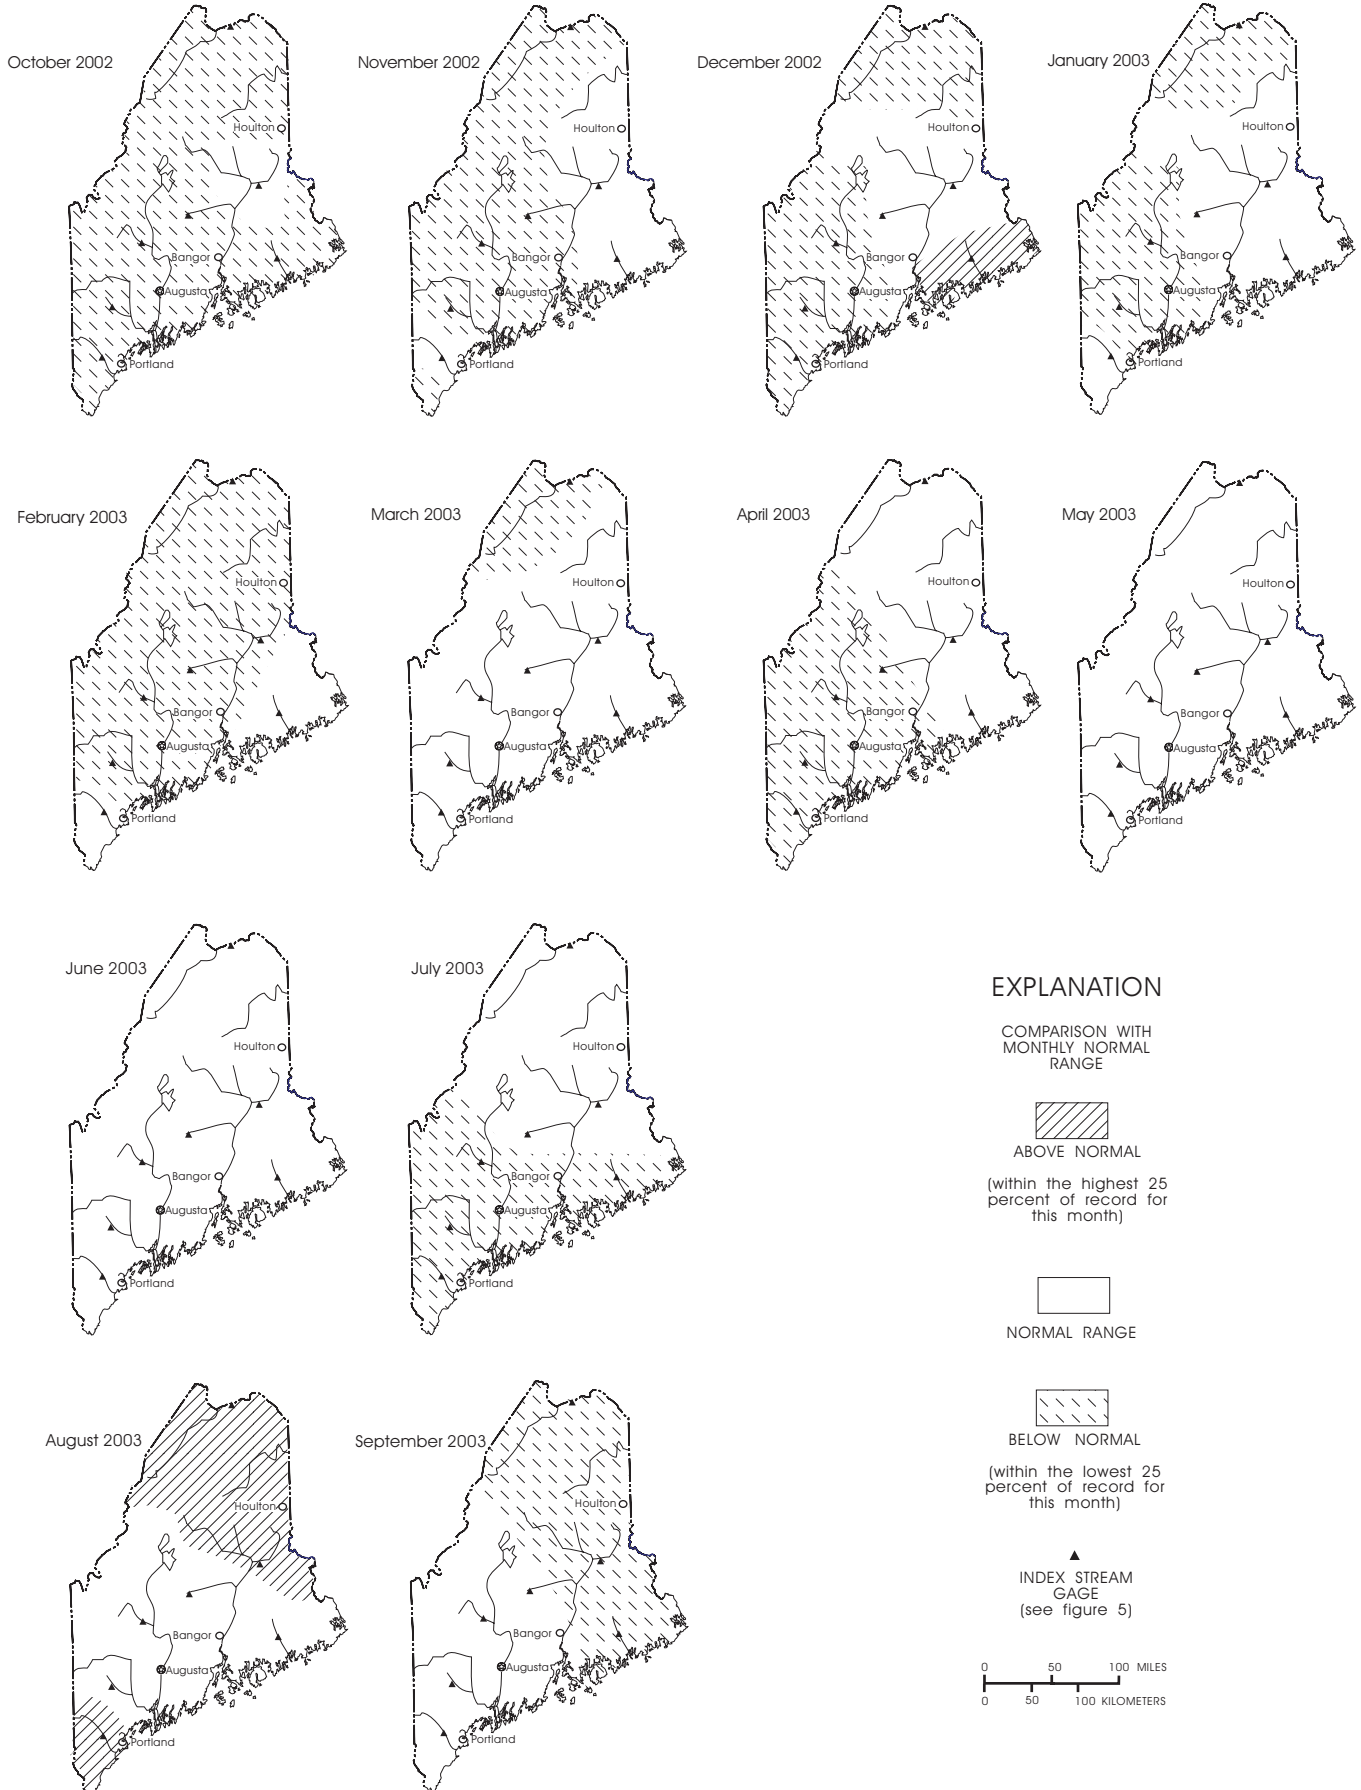 October 2002
Houlton
Bangor
Augusta
Portland
November 2002
Houlton
Bangor
Augusta
Portland
December 2002
Houlton
Bangor
Augusta
Portland
January 2003
Houlton
Bangor
Augusta
Portland
February 2003
Houlton
Bangor
Augusta
Portland
March 2003
Houlton
Bangor
Augusta
Portland
April 2003
Houlton
Bangor
Augusta
Portland
May 2003
Houlton
Bangor
Augusta
Portland
June 2003
Houlton
Bangor
Augusta
Portland
July 2003
Houlton
Bangor
Augusta
Portland
August 2003
Houlton
Bangor
Augusta
Portland
September 2003
Houlton
Bangor
Augusta
Portland
EXPLANATION
COMPARISON WITH
MONTHLY NORMAL
RANGE
ABOVE NORMAL
(within the highest 25
percent of record for
this month)
NORMAL RANGE
BELOW NORMAL
(within the lowest 25
percent of record for
this month)
INDEX STREAM
GAGE
(see figure 5)
0 50 100 MILES
0 50 100 KILOMETERS